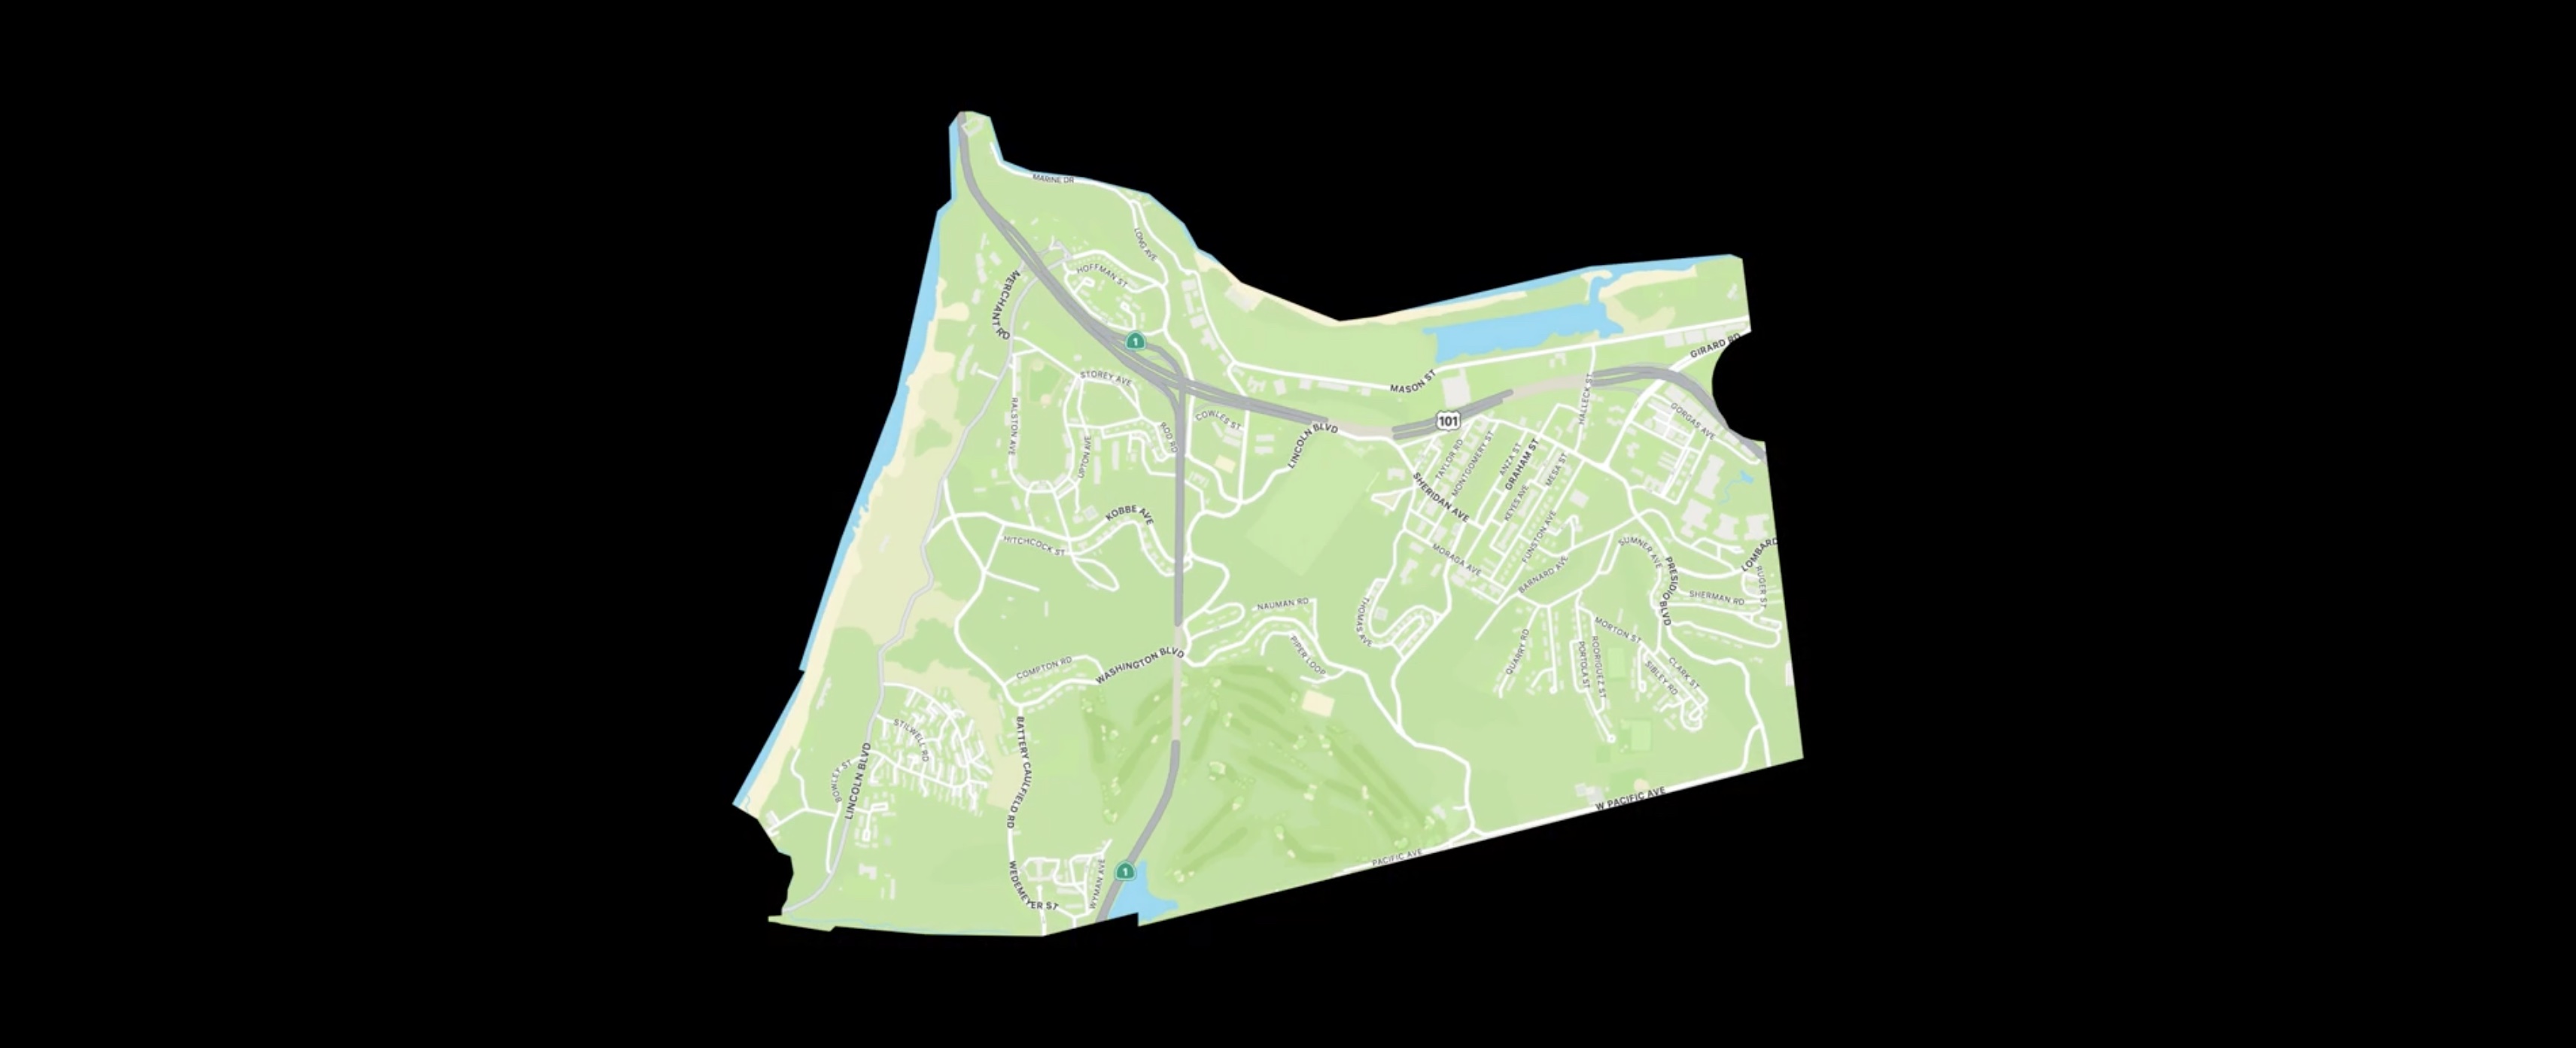 MARINE DR
LONG AVE
HOFFMAN ST
MERCHANT RD
1
STOREY AVE
RALSTON AVE
UPTON AVE
ROD RD
COWLES ST
LINCOLN BLVD
MASON ST
101
GIRARD RD
HALLECK ST
GORGAS AVE
TAYLOR RD
MONTGOMERY ST
ANZA ST
GRAHAM ST
KEYES AVE
MESA ST
SHERIDAN AVE
FUNSTON AVE
MORAGA AVE
BARNARD AVE
SUMNER AVE
PRESIDIO BLVD
LOMBARD
RUGER ST
SHERMAN RD
KOBBE AVE
HITCHCOCK ST
NAUMAN RD
PIPER LOOP
THOMAS AVE
QUARRY RD
PORTOLA ST
RODRIGUEZ ST
MORTON ST
CLARK ST
SIBLEY RD
COMPTON RD
WASHINGTON BLVD
STILWELL RD
BATTERY CAULFIELD RD
LINCOLN BLVD
BOWLEY ST
WEDEMEYER ST
WYMAN AVE
1
PACIFIC AVE
W PACIFIC AVE